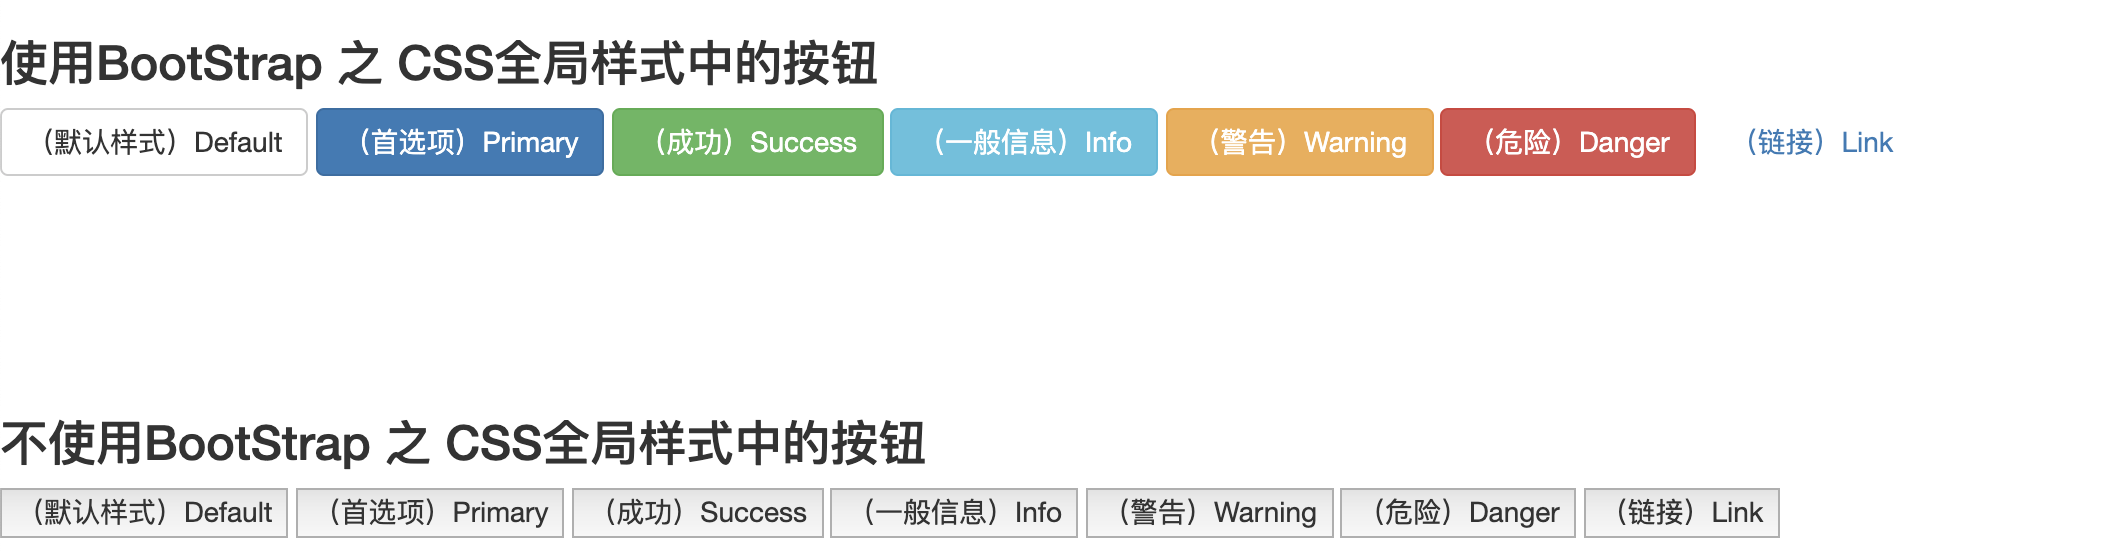 使用BootStrap 之 CSS全局样式中的按钮
（默认样式）Default （首选项）Primary （成功）Success （一般信息）Info （警告）Warning （危险）Danger （链接）Link
不使用BootStrap 之 CSS全局样式中的按钮
（默认样式）Default （首选项）Primary （成功）Success （一般信息）Info （警告）Warning （危险）Danger （链接）Link